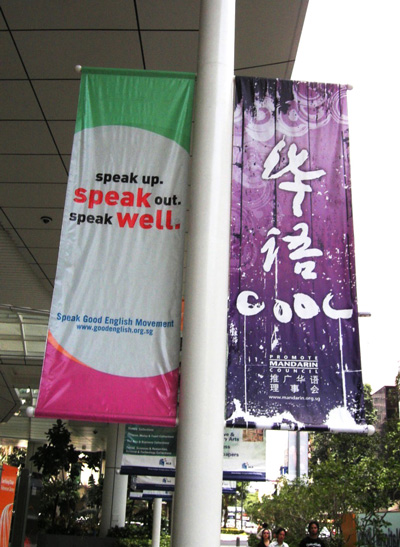 speak up.
speak out.
speak well.
Speak Good English Movement
www.goodenglish.org.sg
华
语
COOL
PROMOTE
MANDARIN
COUNCIL
推广华语
理事会
www.mandarin.org.sg